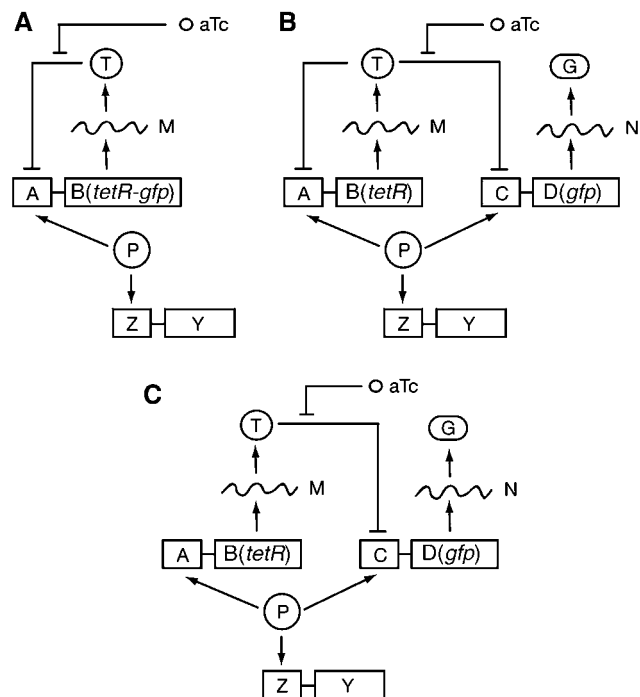 A
aTc
T
M
A
B(tetR-gfp)
P
Z
Y
B
aTc
T
G
M
N
A
B(tetR)
C
D(gfp)
P
Z
Y
C
aTc
T
G
M
N
A
B(tetR)
C
D(gfp)
P
Z
Y